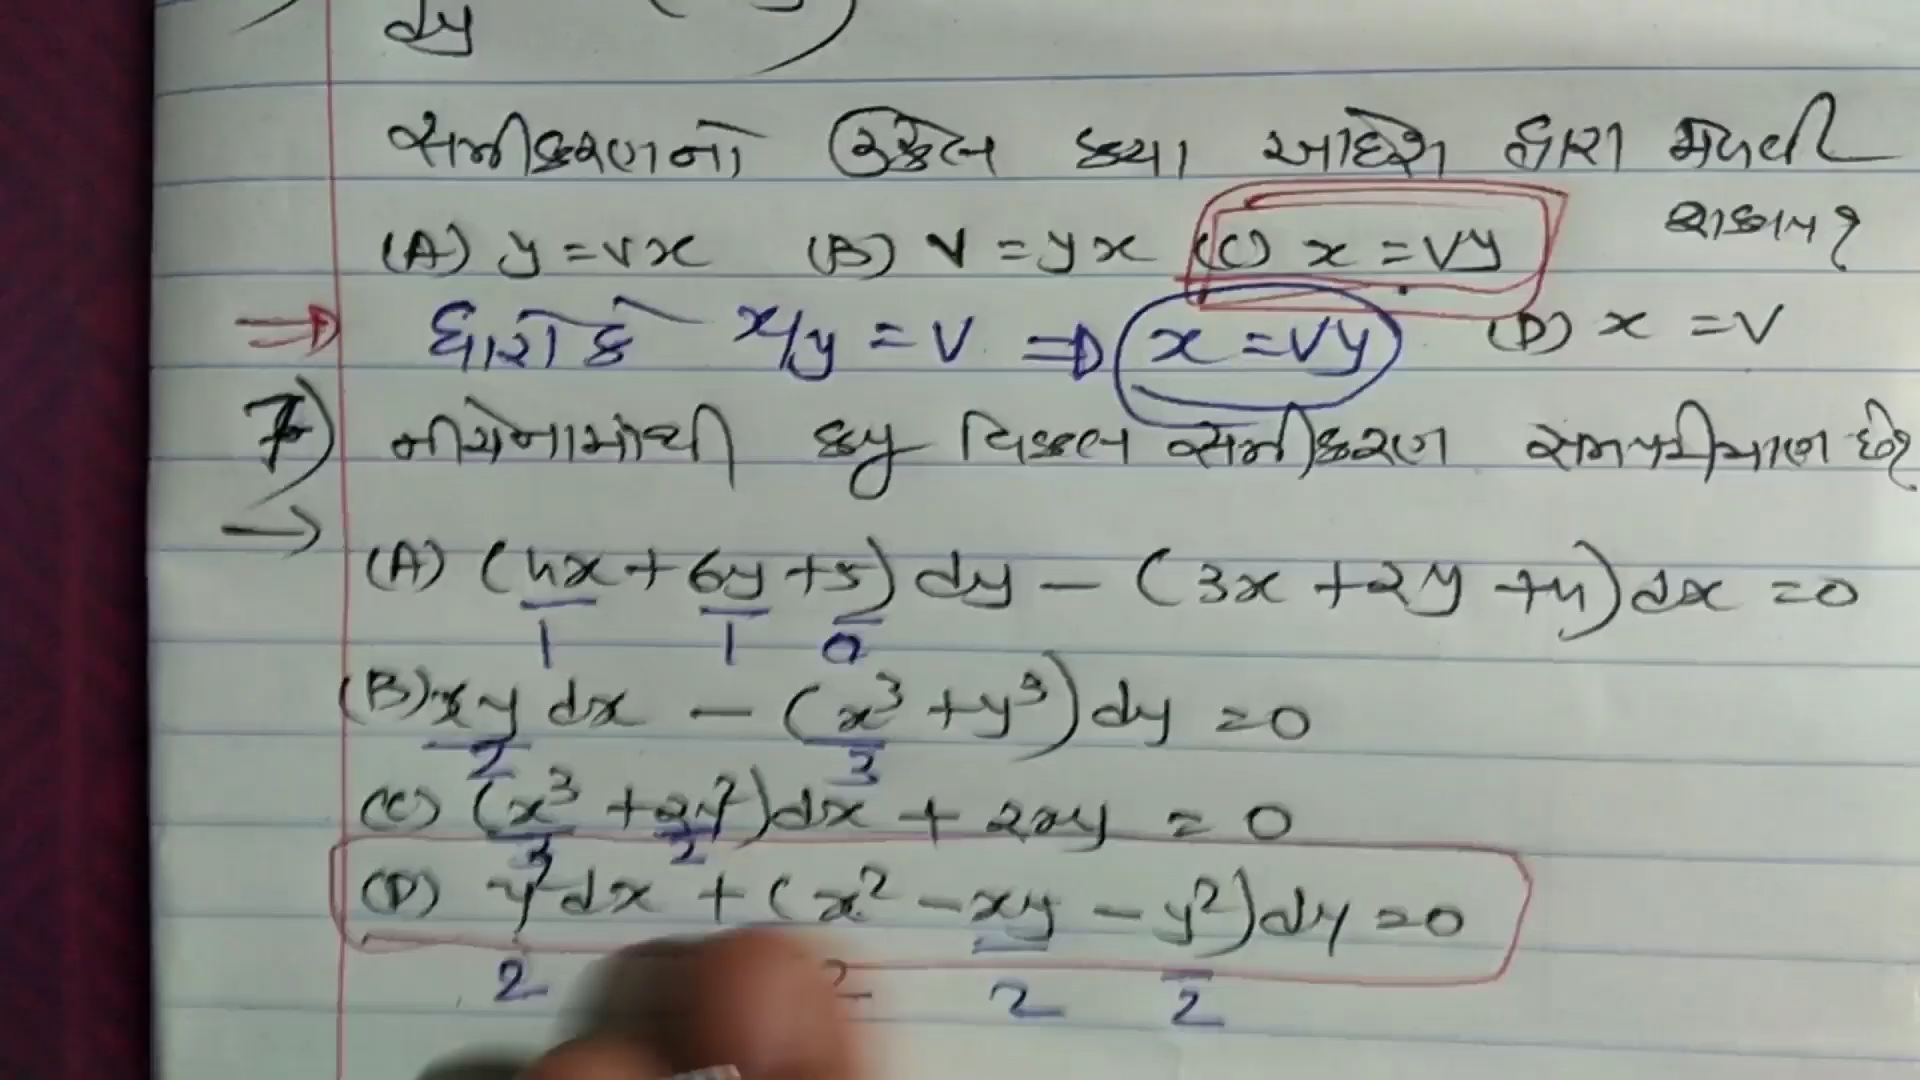 dy
સમીકરણનો ઉકેલ કયા આદેશ દ્વારા મેળવી
શકાય ?
(A) y = vx (B) v = yx (C) x = vy
ધારો કે x/y = v ⇒ x = vy (D) x = v
7) નીચેનામાંથી કયુ વિકલ સમીકરણ સમપરીમાણ છે ?
→
(A) (4x + 6y + 5) dy - (3x + 2y + 4) dx = 0
1 1 0
(B) xy dx - (x³ + y³) dy = 0
2 3
(C) (x³ + 2y²) dx + 2xy = 0
3 2
(D) y² dx + (x² - xy - y²) dy = 0
2 2 2 2